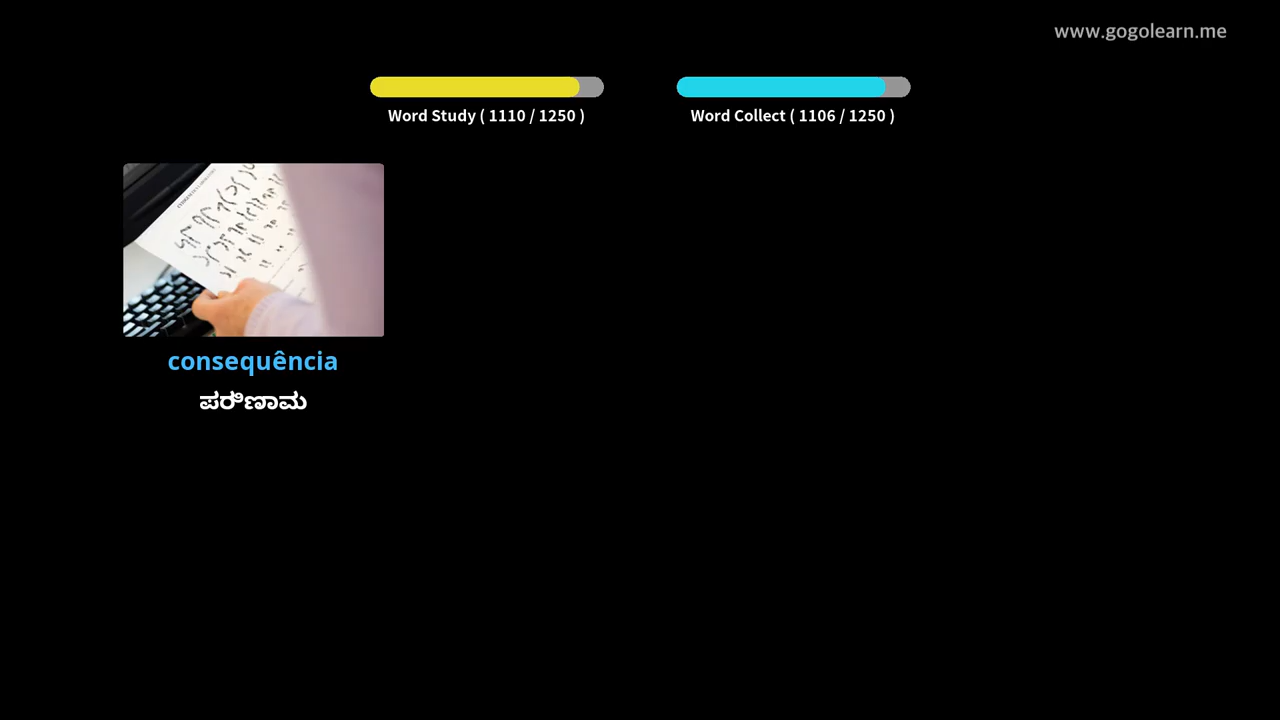 www.gogolearn.me
Word Study ( 1110 / 1250 )
Word Collect ( 1106 / 1250 )
consequência
ಪರಿಣಾಮ